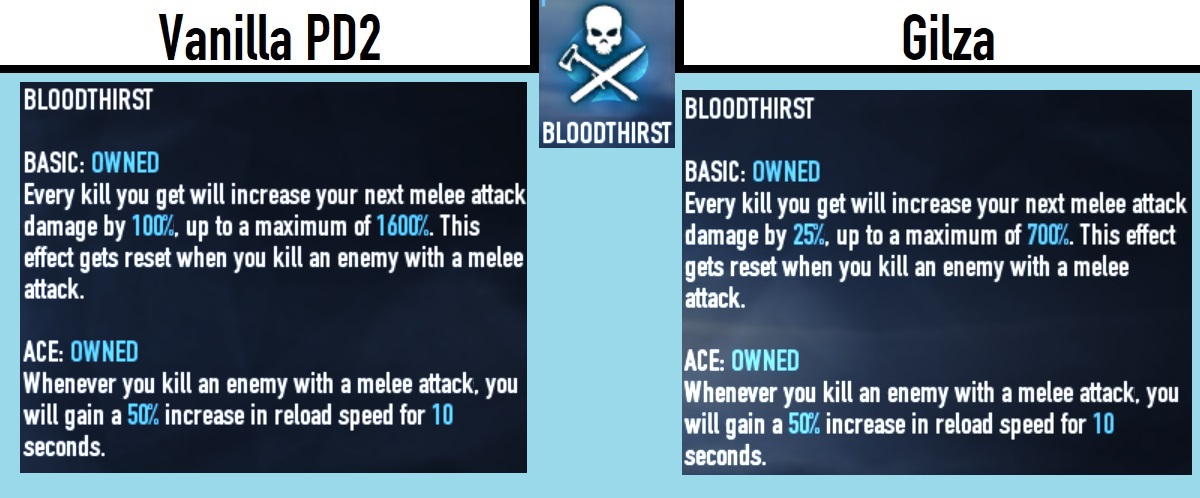 Vanilla PD2
BLOODTHIRST
BASIC: OWNED
Every kill you get will increase your next melee attack
damage by 100%, up to a maximum of 1600%. This
effect gets reset when you kill an enemy with a melee
attack.
ACE: OWNED
Whenever you kill an enemy with a melee attack, you
will gain a 50% increase in reload speed for 10
seconds.
BLOODTHIRST
Gilza
BLOODTHIRST
BASIC: OWNED
Every kill you get will increase your next melee attack
damage by 25%, up to a maximum of 700%. This effect
gets reset when you kill an enemy with a melee
attack.
ACE: OWNED
Whenever you kill an enemy with a melee attack, you
will gain a 50% increase in reload speed for 10
seconds.